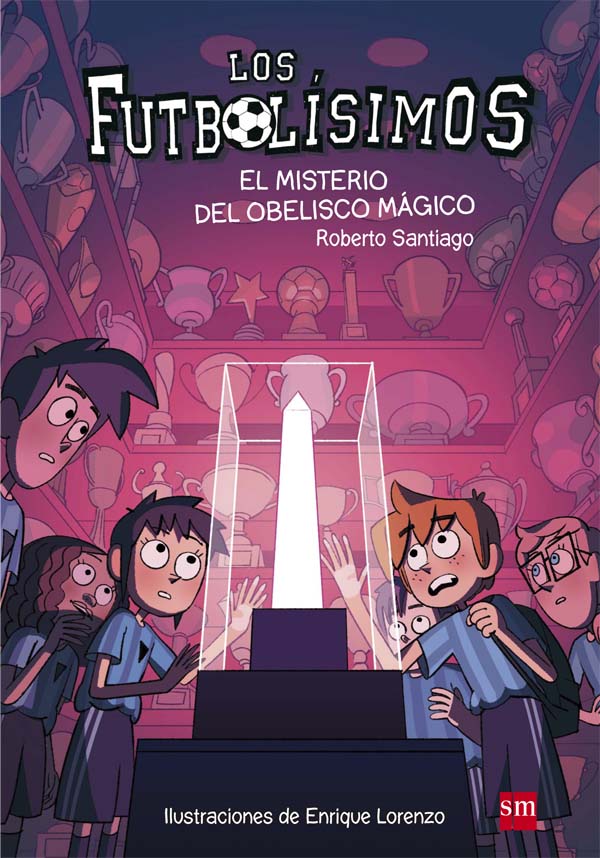 LOS
FUTBOLÍSIMOS
EL MISTERIO
DEL OBELISCO MÁGICO
Roberto Santiago
Ilustraciones de Enrique Lorenzo
sm